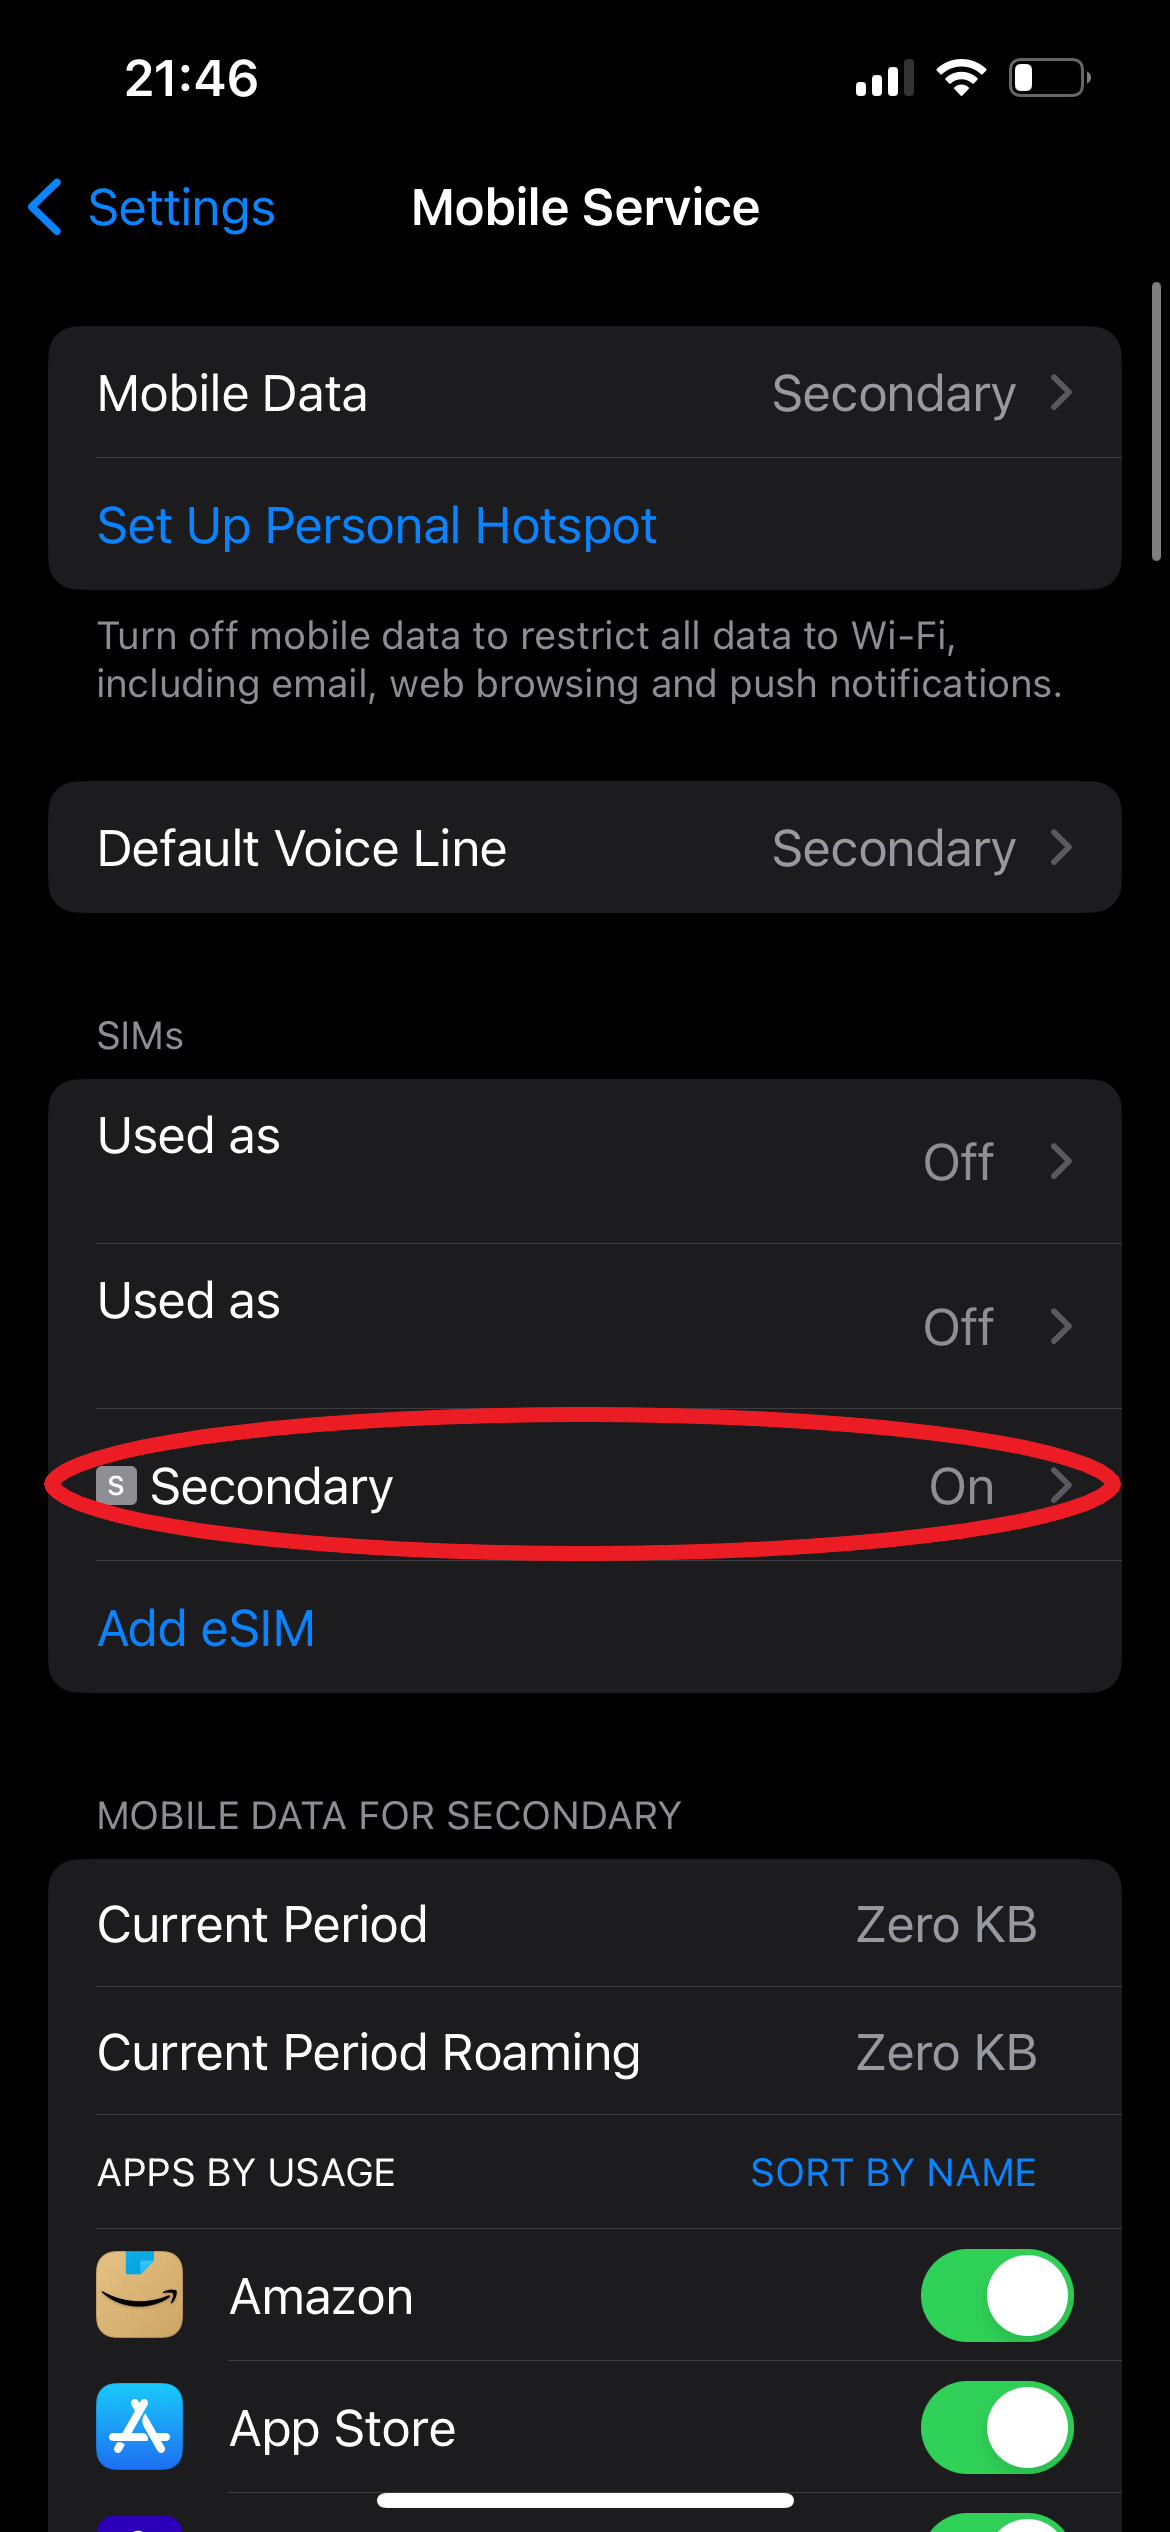 21:46
Settings
Mobile Service
Mobile Data Secondary
Set Up Personal Hotspot
Turn off mobile data to restrict all data to Wi-Fi,
including email, web browsing and push notifications.
Default Voice Line Secondary
SIMs
Used as
Off
Used as
Off
S Secondary On
Add eSIM
MOBILE DATA FOR SECONDARY
Current Period Zero KB
Current Period Roaming Zero KB
APPS BY USAGE SORT BY NAME
Amazon
App Store